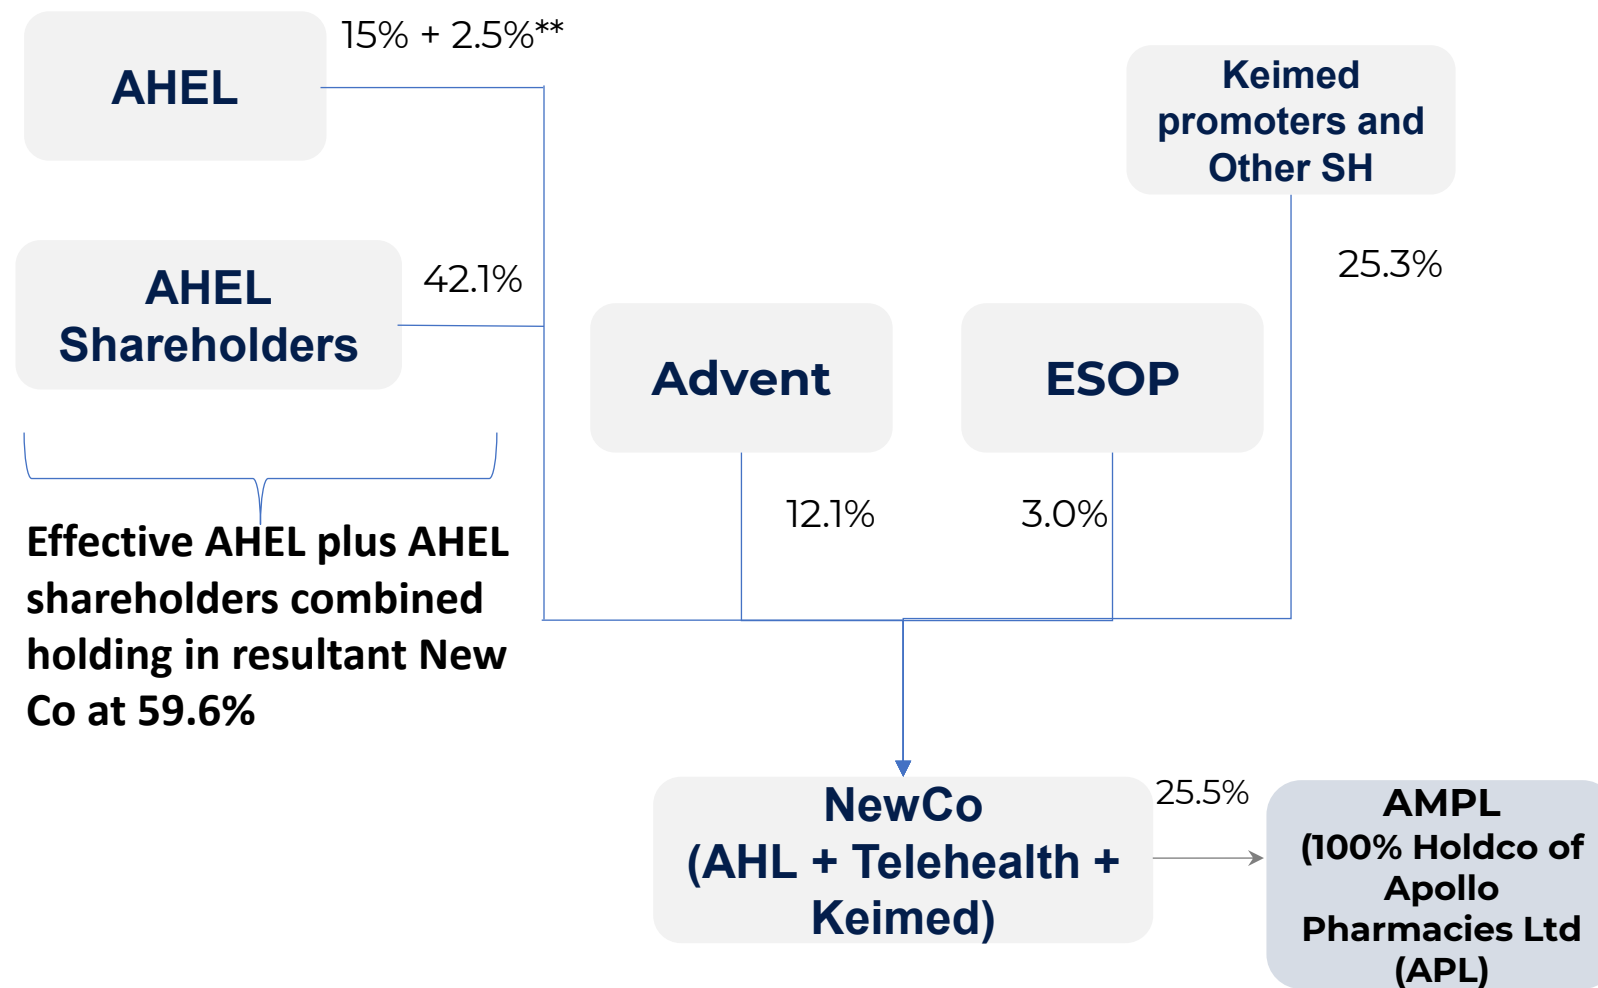 15% + 2.5%**
AHEL
Keimed
promoters and
Other SH
42.1%
AHEL
Shareholders
25.3%
Advent
ESOP
12.1%
3.0%
Effective AHEL plus AHEL
shareholders combined
holding in resultant New
Co at 59.6%
NewCo
(AHL + Telehealth +
Keimed)
25.5%
AMPL
(100% Holdco of
Apollo
Pharmacies Ltd
(APL)